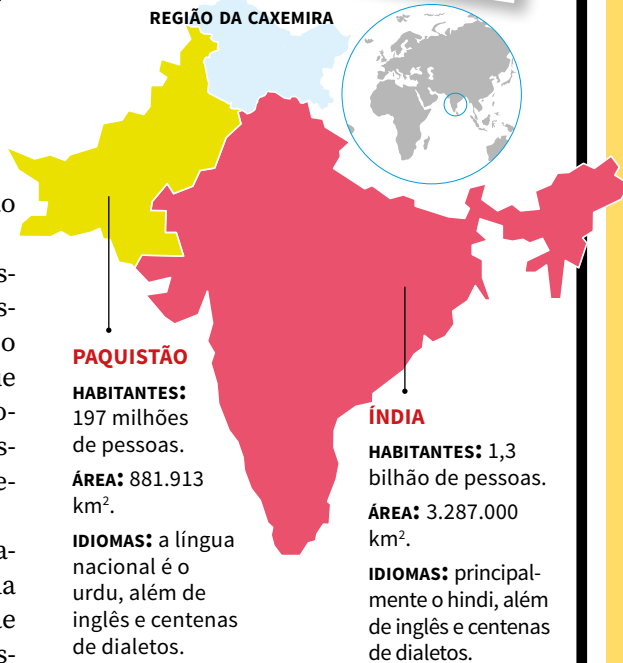 REGIÃO DA CAXEMIRA
PAQUISTÃO
HABITANTES:
197 milhões
de pessoas.
ÁREA: 881.913
km².
IDIOMAS: a língua
nacional é o
urdu, além de
inglês e centenas
de dialetos.
ÍNDIA
HABITANTES: 1,3
bilhão de pessoas.
ÁREA: 3.287.000
km².
IDIOMAS: principal-
mente o hindi, além
de inglês e centenas
de dialetos.